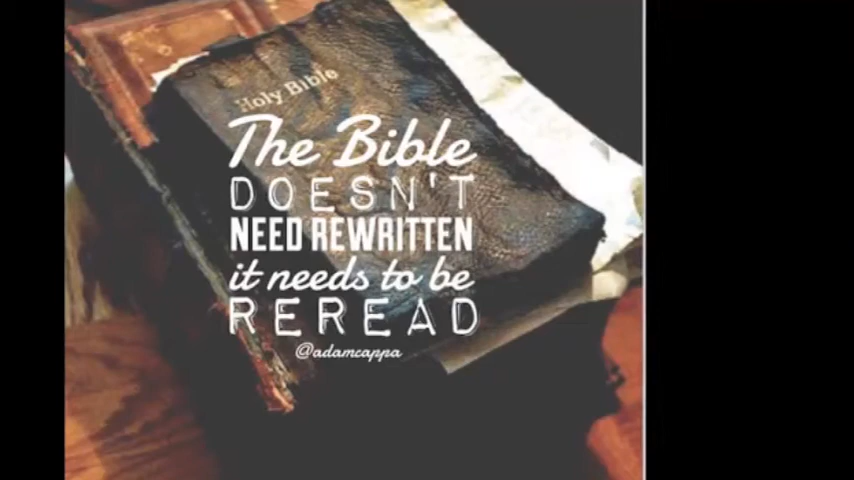 Holy Bible
The Bible
DOESN'T
NEED REWRITTEN
it needs to be
REREAD
@adamcappa